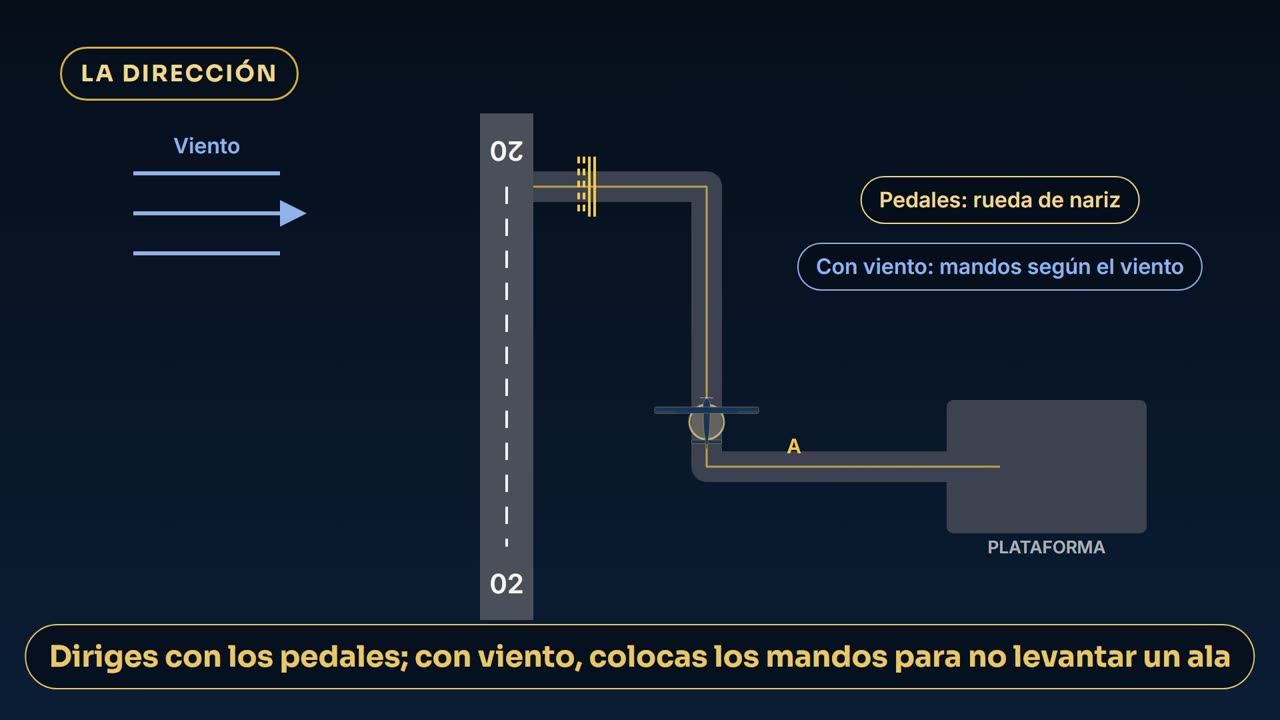 LA DIRECCIÓN
Viento
20
Pedales: rueda de nariz
Con viento: mandos según el viento
A
PLATAFORMA
02
Diriges con los pedales; con viento, colocas los mandos para no levantar un ala